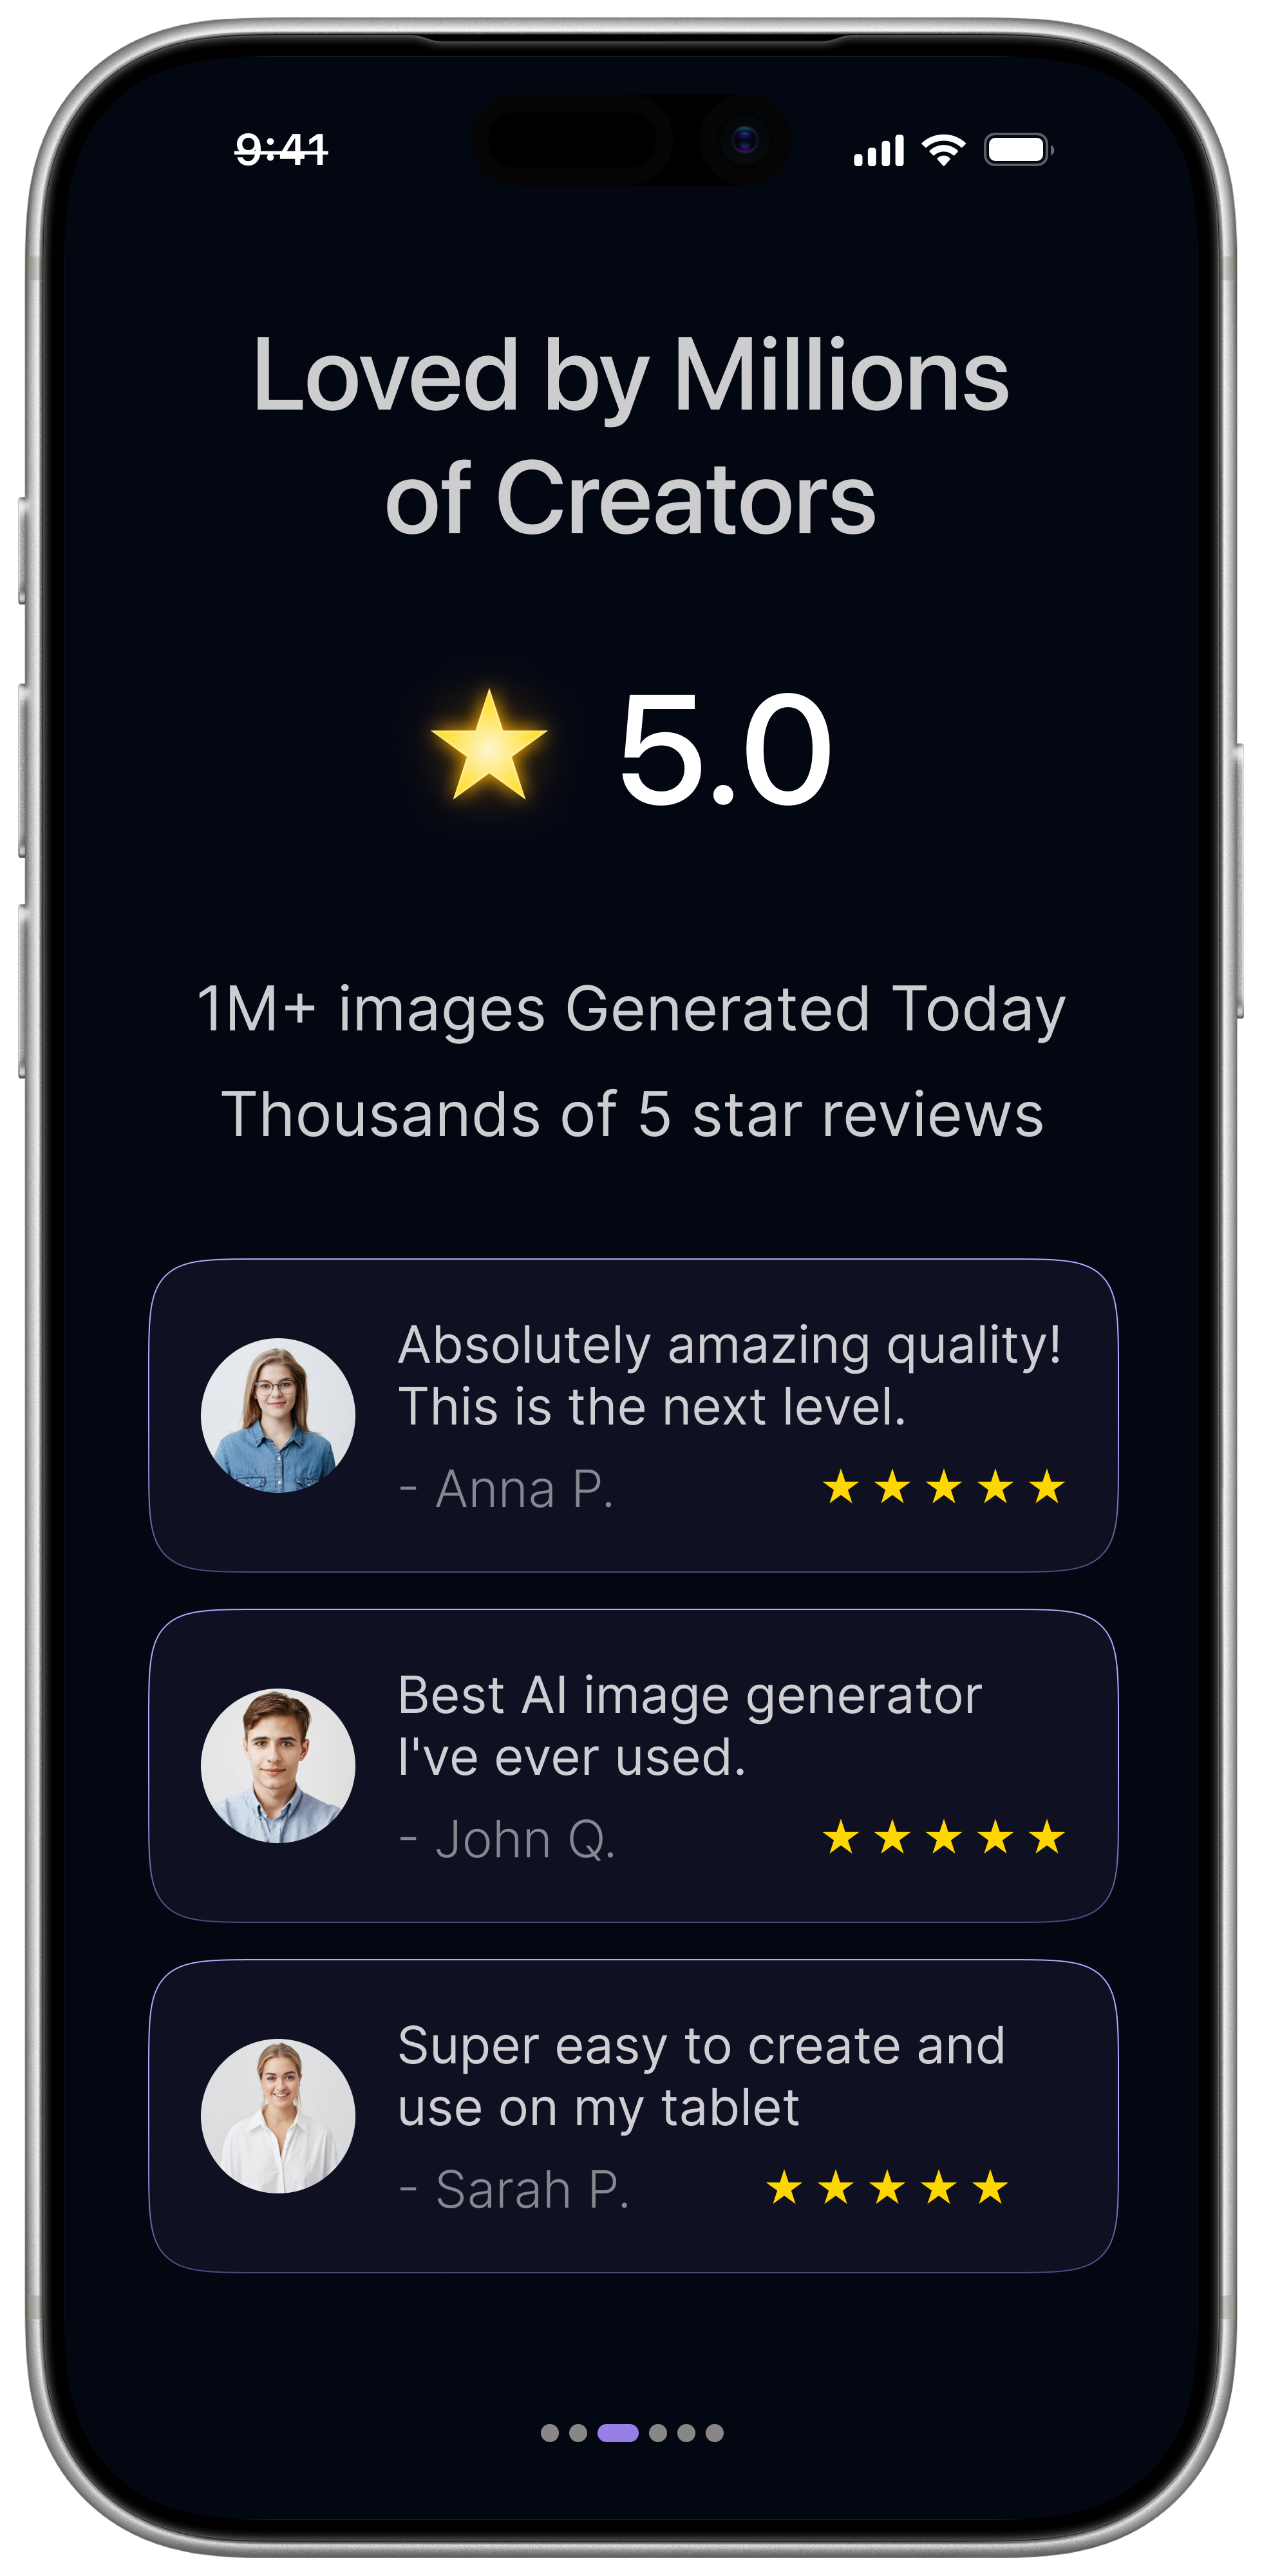 9:41
Loved by Millions
of Creators
5.0
1M+ images Generated Today
Thousands of 5 star reviews
Absolutely amazing quality!
This is the next level.
- Anna P.
Best AI image generator
I've ever used.
- John Q.
Super easy to create and
use on my tablet
- Sarah P.